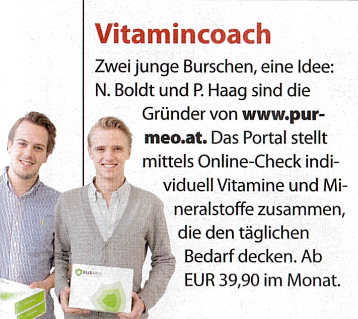 Vitamincoach
Zwei junge Burschen, eine Idee:
N. Boldt und P. Haag sind die
Gründer von www.pur-
meo.at. Das Portal stellt
mittels Online-Check indi-
viduell Vitamine und Mi-
neralstoffe zusammen,
die den täglichen
Bedarf decken. Ab
EUR 39,90 im Monat.